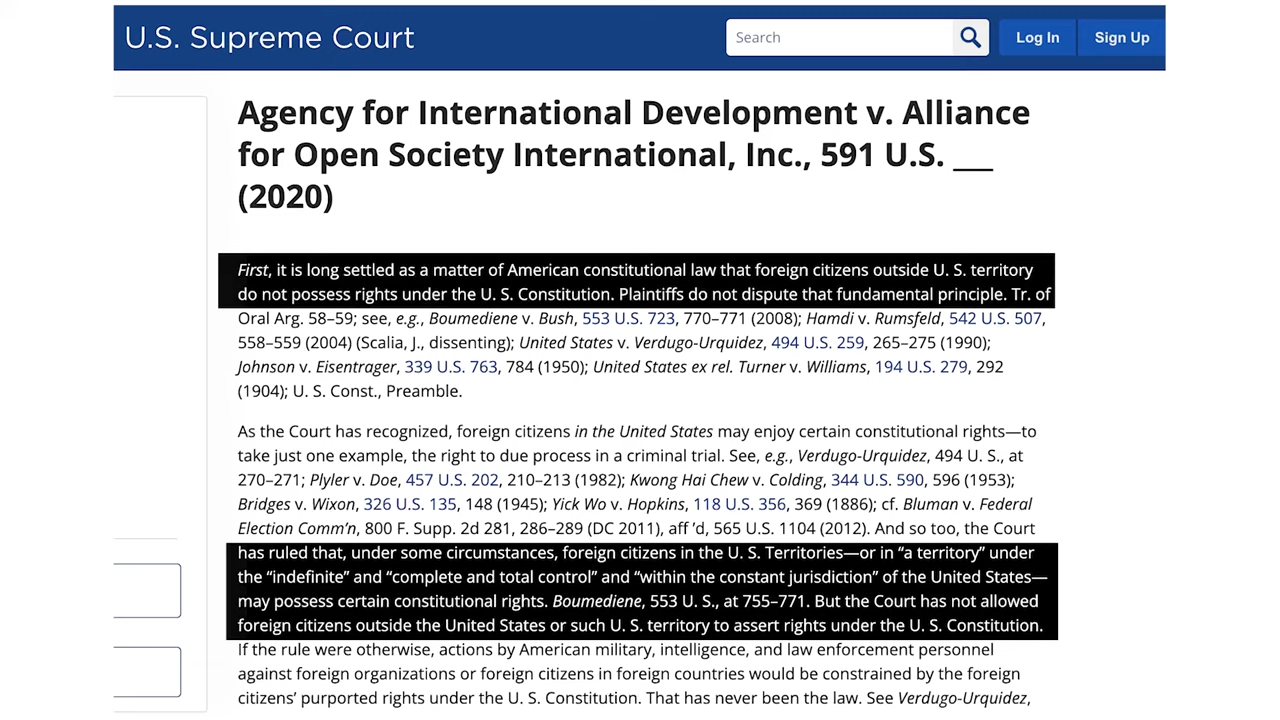 U.S. Supreme Court
Search
Log In
Sign Up
Agency for International Development v. Alliance
for Open Society International, Inc., 591 U.S. ___
(2020)
First, it is long settled as a matter of American constitutional law that foreign citizens outside U. S. territory
do not possess rights under the U. S. Constitution. Plaintiffs do not dispute that fundamental principle. Tr. of
Oral Arg. 58–59; see, e.g., Boumediene v. Bush, 553 U.S. 723, 770–771 (2008); Hamdi v. Rumsfeld, 542 U.S. 507,
558–559 (2004) (Scalia, J., dissenting); United States v. Verdugo-Urquidez, 494 U.S. 259, 265–275 (1990);
Johnson v. Eisentrager, 339 U.S. 763, 784 (1950); United States ex rel. Turner v. Williams, 194 U.S. 279, 292
(1904); U. S. Const., Preamble.
As the Court has recognized, foreign citizens in the United States may enjoy certain constitutional rights—to
take just one example, the right to due process in a criminal trial. See, e.g., Verdugo-Urquidez, 494 U. S., at
270–271; Plyler v. Doe, 457 U.S. 202, 210–213 (1982); Kwong Hai Chew v. Colding, 344 U.S. 590, 596 (1953);
Bridges v. Wixon, 326 U.S. 135, 148 (1945); Yick Wo v. Hopkins, 118 U.S. 356, 369 (1886); cf. Bluman v. Federal
Election Comm’n, 800 F. Supp. 2d 281, 286–289 (DC 2011), aff ’d, 565 U.S. 1104 (2012). And so too, the Court
has ruled that, under some circumstances, foreign citizens in the U. S. Territories—or in “a territory” under
the “indefinite” and “complete and total control” and “within the constant jurisdiction” of the United States—
may possess certain constitutional rights. Boumediene, 553 U. S., at 755–771. But the Court has not allowed
foreign citizens outside the United States or such U. S. territory to assert rights under the U. S. Constitution.
If the rule were otherwise, actions by American military, intelligence, and law enforcement personnel
against foreign organizations or foreign citizens in foreign countries would be constrained by the foreign
citizens’ purported rights under the U. S. Constitution. That has never been the law. See Verdugo-Urquidez,